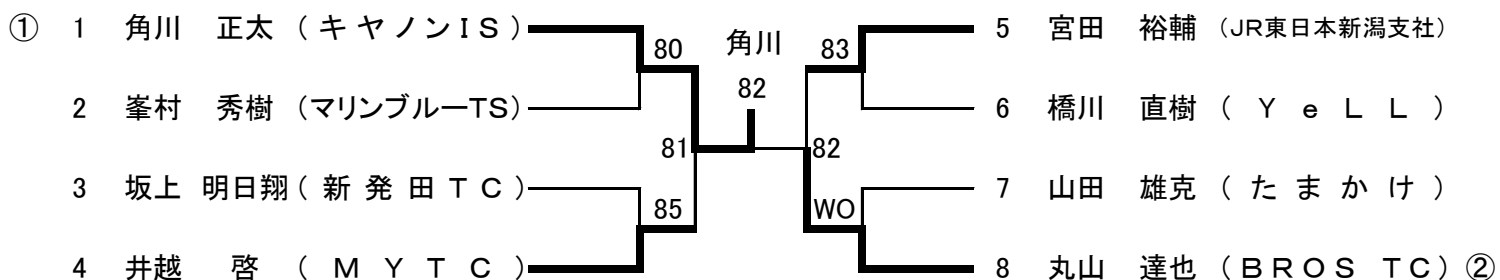 ① 1 角川 正太 (キヤノンIS)
80
角川
83
5 宮田 裕輔 (JR東日本新潟支社)
2 峯村 秀樹 (マリンブルーTS)
82
6 橋川 直樹 (YeLL)
81
82
3 坂上 明日翔 (新発田TC)
85
WO
7 山田 雄克 (たまかけ)
4 井越 啓 (MYTC)
8 丸山 達也 (BROS TC) ②